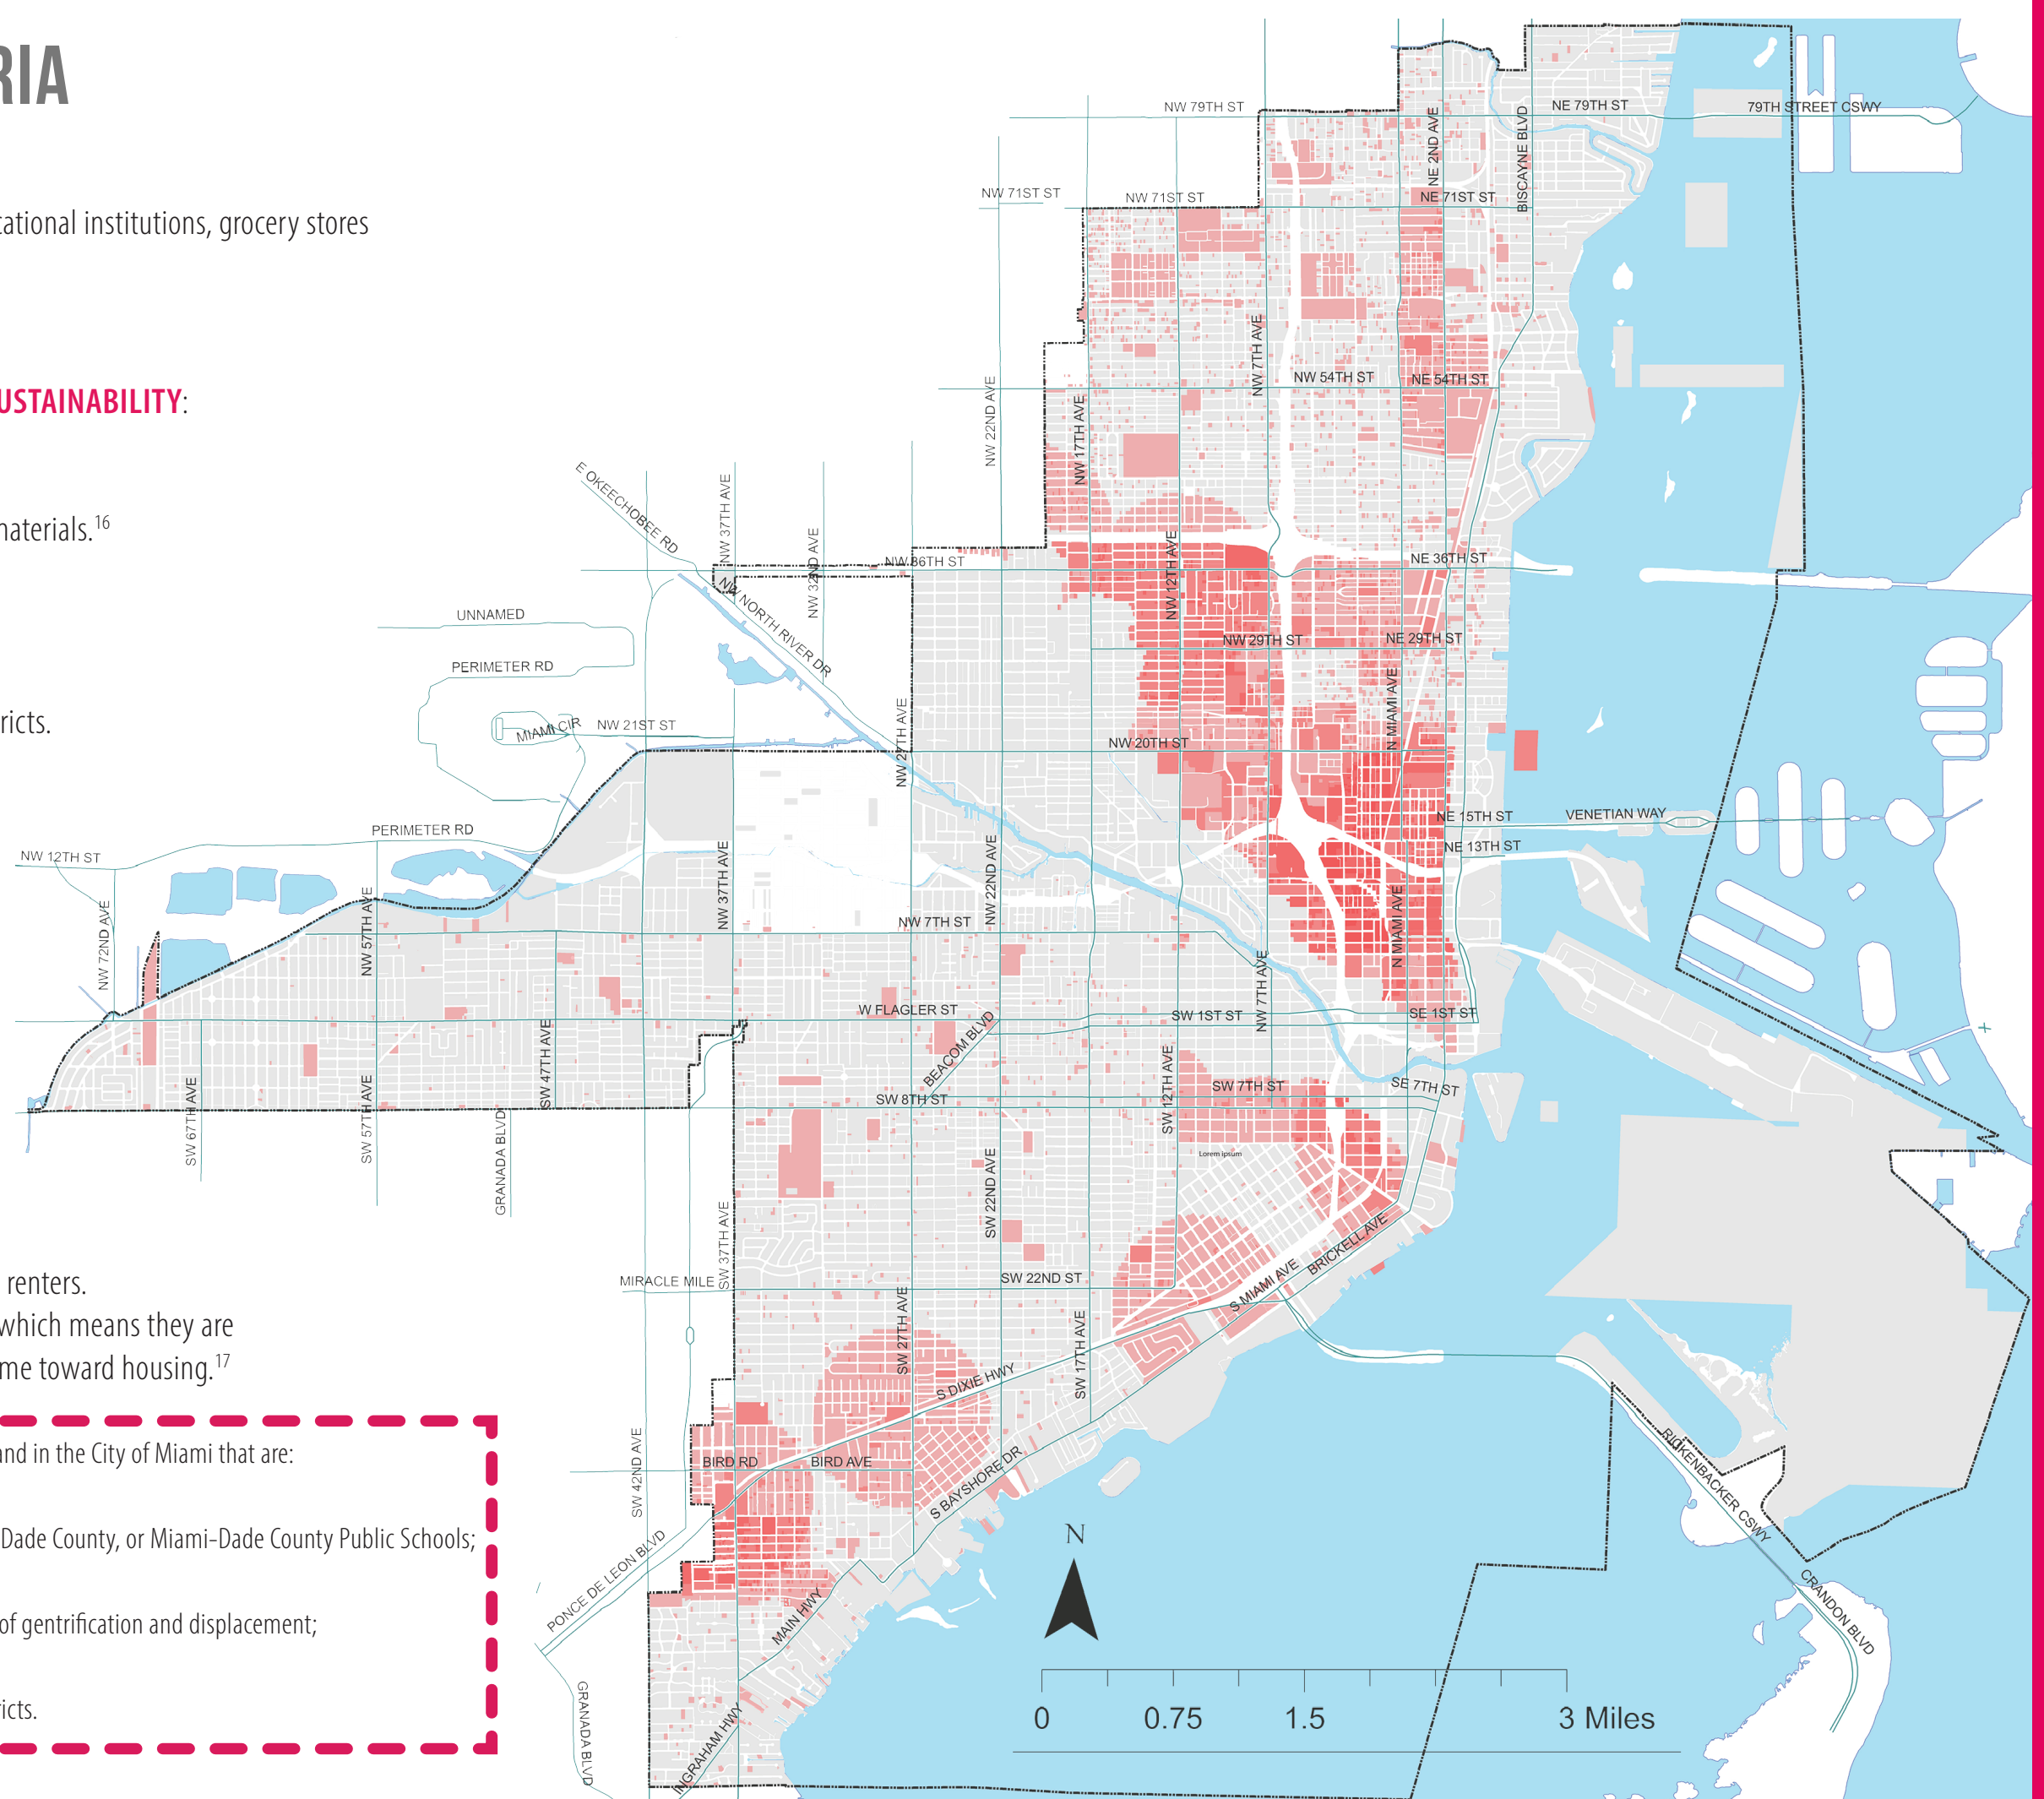 RIA
cational institutions, grocery stores
USTAINABILITY:
naterials.16
ricts.
renters.
which means they are
me toward housing.17
and in the City of Miami that are:
Dade County, or Miami-Dade County Public Schools;
of gentrification and displacement;
ricts.
NW 79TH ST
NE 79TH ST
79TH STREET CSWY
NE 2ND AVE
BISCAYNE BLVD
NW 71ST ST
NW 71ST ST
NE 71ST ST
NW 7TH AVE
NW 54TH ST
NE 54TH ST
NW 22ND AVE
NW 17TH AVE
E OKEECHOBEE RD
NW 37TH AVE
NW 32ND AVE
NW 36TH ST
NW 12TH AVE
NE 36TH ST
NW NORTH RIVER DR
UNNAMED
PERIMETER RD
NW 29TH ST
NE 29TH ST
N MIAMI AVE
MIAMI CIR
NW 21ST ST
NW 27TH AVE
NW 20TH ST
NE 15TH ST
VENETIAN WAY
NE 13TH ST
PERIMETER RD
NW 12TH ST
NW 72ND AVE
NW 57TH AVE
NW 37TH AVE
NW 22ND AVE
NW 7TH ST
N MIAMI AVE
NW 7TH AVE
W FLAGLER ST
SW 1ST ST
SE 1ST ST
BEACOM BLVD
SW 67TH AVE
SW 57TH AVE
SW 47TH AVE
GRANADA BLVD
SW 8TH ST
SW 12TH AVE
SW 7TH ST
SE 7TH ST
Lorem ipsum
SW 22ND AVE
SW 37TH AVE
MIRACLE MILE
SW 22ND ST
S MIAMI AVE
BRICKELL AVE
SW 27TH AVE
SW 17TH AVE
S DIXIE HWY
SW 42ND AVE
BIRD RD
BIRD AVE
S BAYSHORE DR
RICKENBACKER CSWY
PONCE DE LEON BLVD
MAIN HWY
CRANDON BLVD
GRANADA BLVD
INGRAHAM HWY
N
0 0.75 1.5 3 Miles